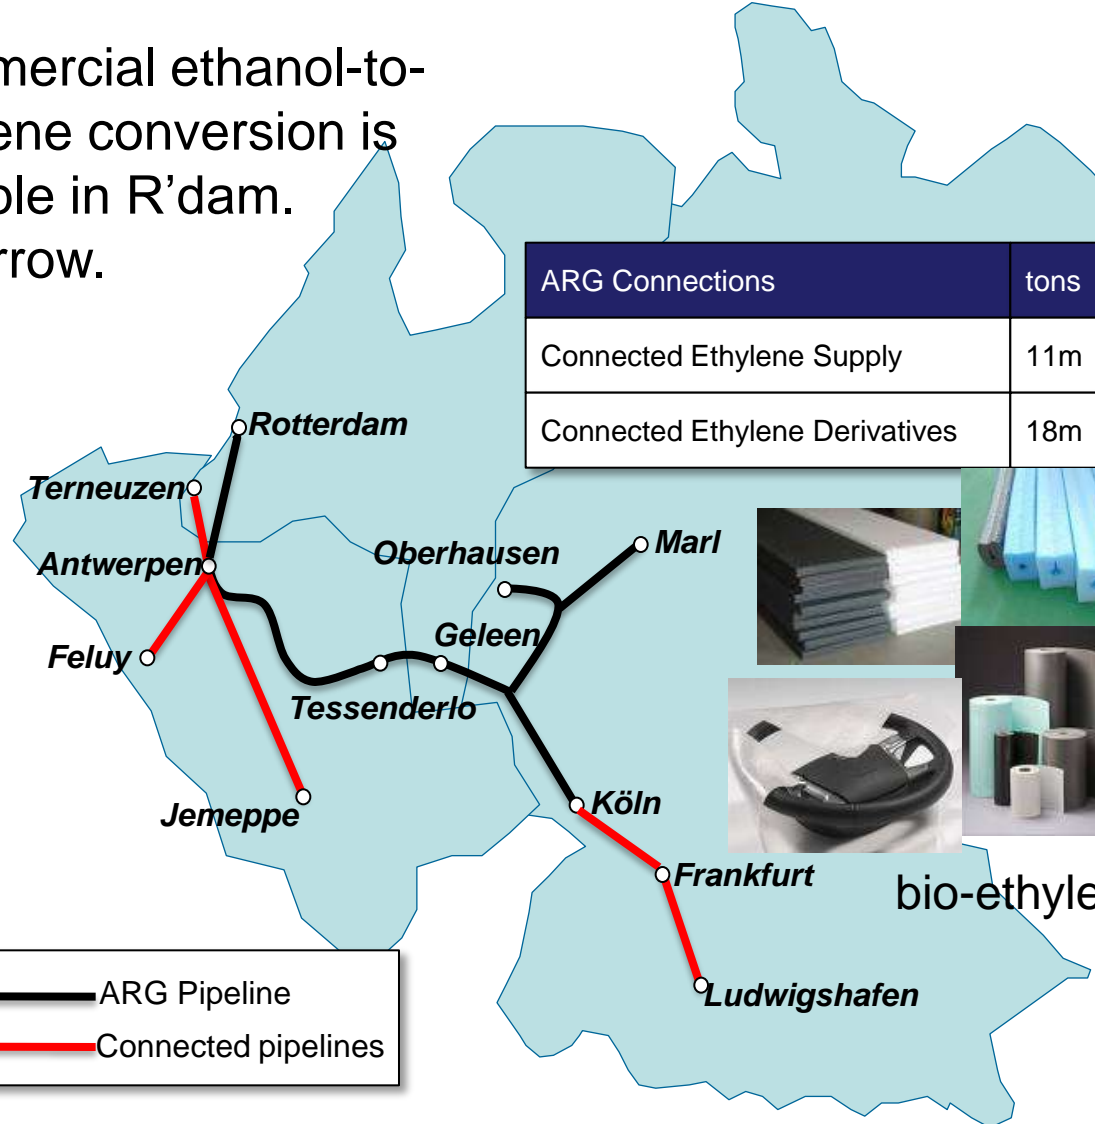 mercial ethanol-to-
ene conversion is
ble in R'dam.
rrow.
ARG Connections tons
Connected Ethylene Supply 11m
Connected Ethylene Derivatives 18m
Rotterdam
Terneuzen
Antwerpen
Oberhausen
Marl
Feluy
Geleen
Tessenderlo
Jemeppe
Köln
Frankfurt
bio-ethyle
Ludwigshafen
ARG Pipeline
Connected pipelines